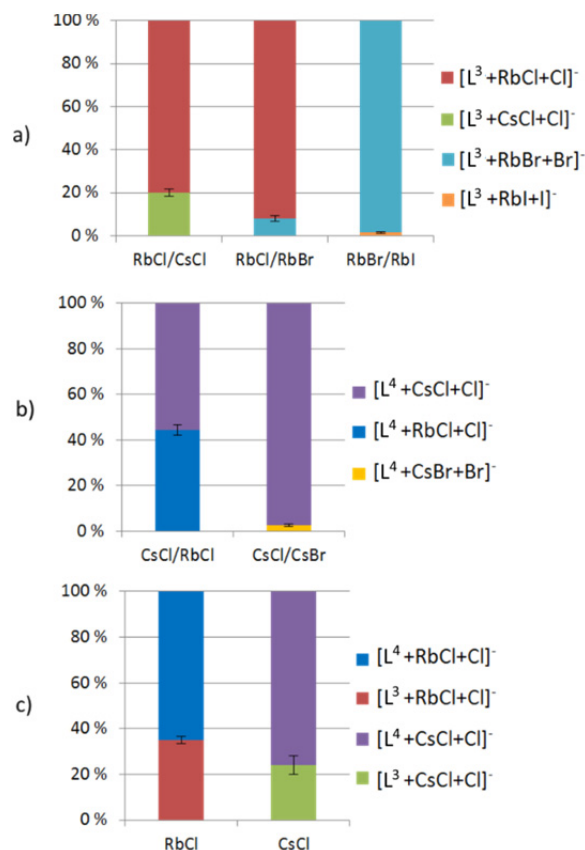 a)
100 %
80 %
60 %
40 %
20 %
0 %
RbCl/CsCl RbCl/RbBr RbBr/RbI
[L³ +RbCl+Cl]⁻
[L³ +CsCl+Cl]⁻
[L³ +RbBr+Br]⁻
[L³ +RbI+I]⁻
b)
100 %
80 %
60 %
40 %
20 %
0 %
CsCl/RbCl CsCl/CsBr
[L⁴ +CsCl+Cl]⁻
[L⁴ +RbCl+Cl]⁻
[L⁴ +CsBr+Br]⁻
c)
100 %
80 %
60 %
40 %
20 %
0 %
RbCl CsCl
[L⁴ +RbCl+Cl]⁻
[L³ +RbCl+Cl]⁻
[L⁴ +CsCl+Cl]⁻
[L³ +CsCl+Cl]⁻